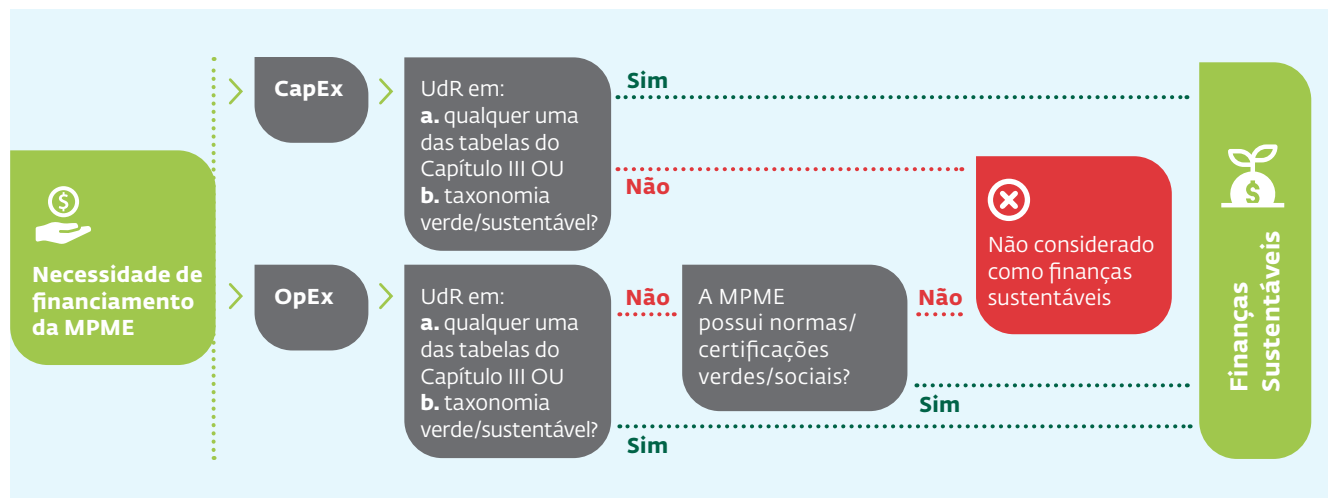 Necessidade de
financiamento
da MPME
CapEx
UdR em:
a. qualquer uma
das tabelas do
Capítulo III OU
b. taxonomia
verde/sustentável?
Sim
Não
OpEx
UdR em:
a. qualquer uma
das tabelas do
Capítulo III OU
b. taxonomia
verde/sustentável?
Não
Sim
A MPME
possui normas/
certificações
verdes/sociais?
Não
Sim
Não considerado
como finanças
sustentáveis
Finanças
Sustentáveis